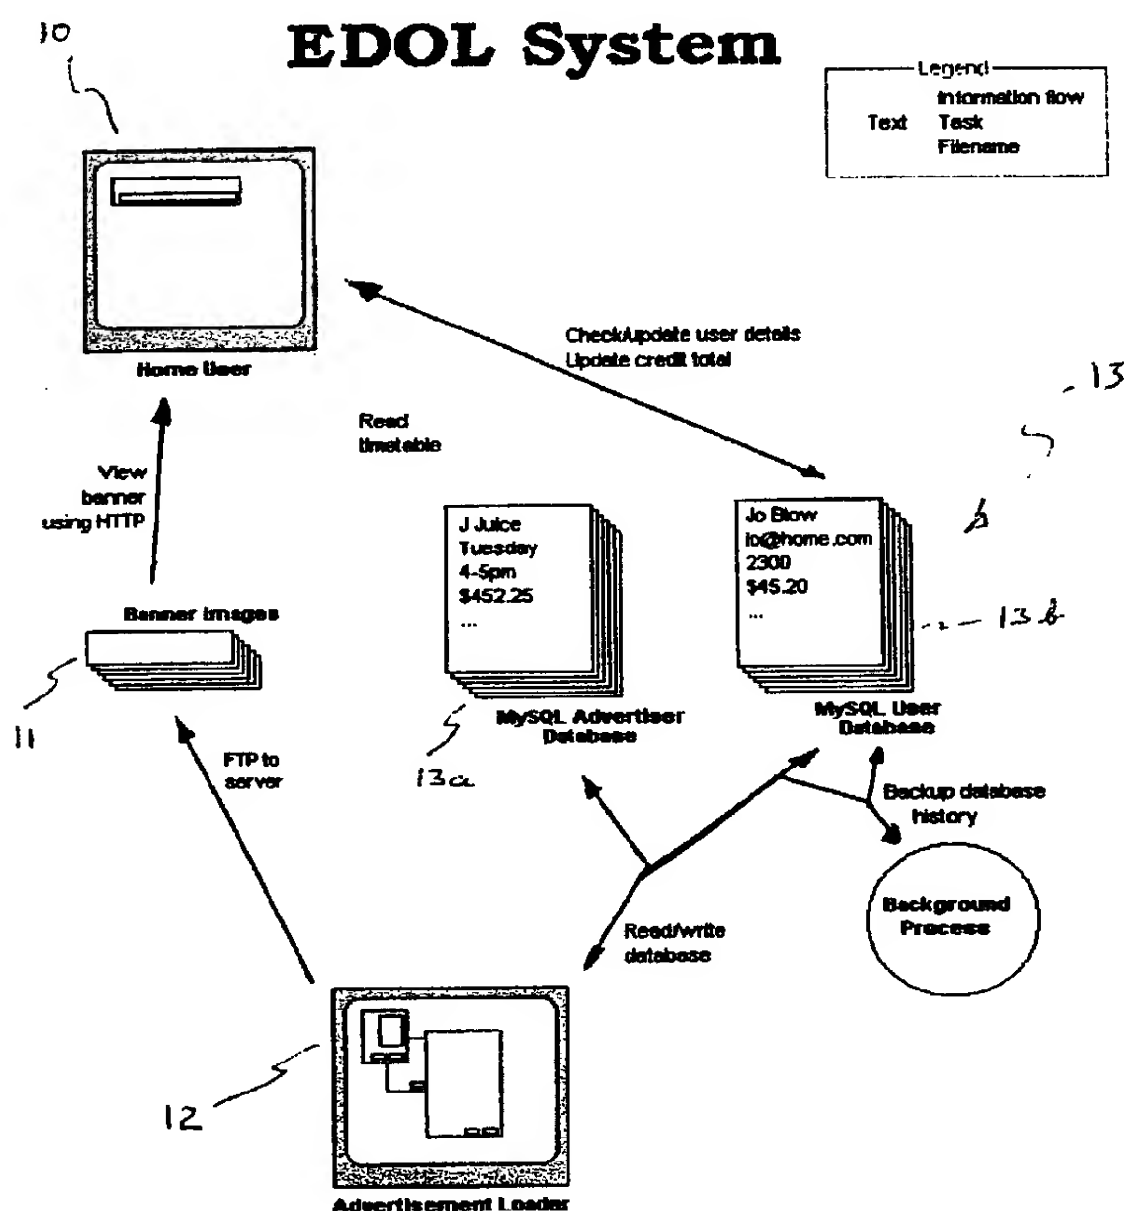 10
EDOL System
Legend
Information flow
Text Task
Filename
Home User
Check/update user details
Update credit total
13
Read
timetable
View
banner
using HTTP
J Juice
Tuesday
4-5pm
$452.25
...
Jo Blow
jo@home.com
2300
$45.20
...
13b
Banner Images
11
MySQL Advertiser
Database
13a
MySQL User
Database
FTP to
server
Backup database
history
Background
Process
Read/write
database
12
Advertisement Loader